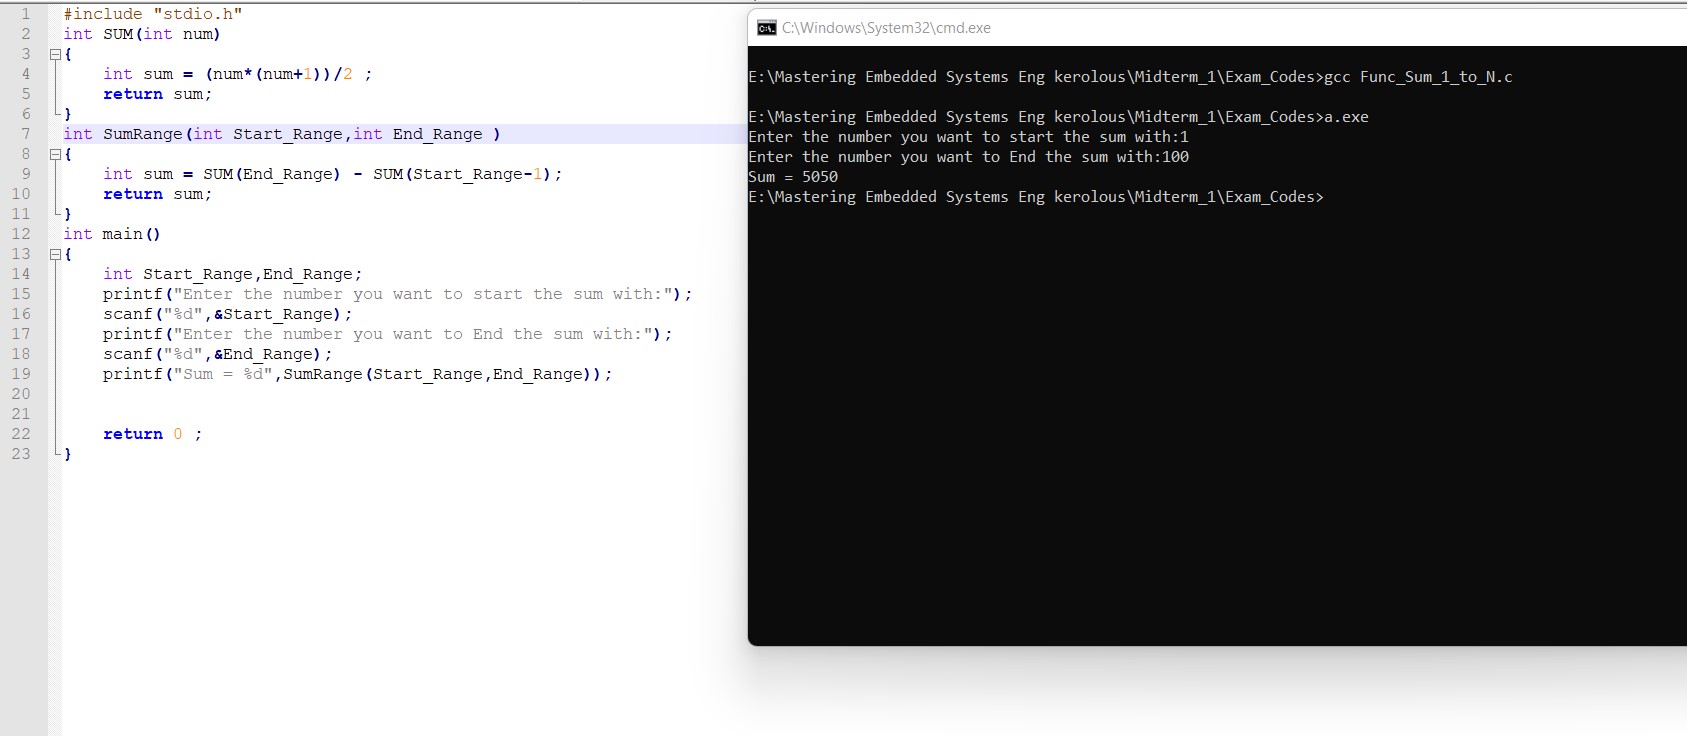 1 #include "stdio.h"
2 int SUM(int num)
3 {
4 int sum = (num*(num+1))/2 ;
5 return sum;
6 }
7 int SumRange(int Start_Range,int End_Range )
8 {
9 int sum = SUM(End_Range) - SUM(Start_Range-1);
10 return sum;
11 }
12 int main()
13 {
14 int Start_Range,End_Range;
15 printf("Enter the number you want to start the sum with:");
16 scanf("%d",&Start_Range);
17 printf("Enter the number you want to End the sum with:");
18 scanf("%d",&End_Range);
19 printf("Sum = %d",SumRange(Start_Range,End_Range));
20
21
22 return 0 ;
23 }
C:\Windows\System32\cmd.exe
E:\Mastering Embedded Systems Eng kerolous\Midterm_1\Exam_Codes>gcc Func_Sum_1_to_N.c
E:\Mastering Embedded Systems Eng kerolous\Midterm_1\Exam_Codes>a.exe
Enter the number you want to start the sum with:1
Enter the number you want to End the sum with:100
Sum = 5050
E:\Mastering Embedded Systems Eng kerolous\Midterm_1\Exam_Codes>